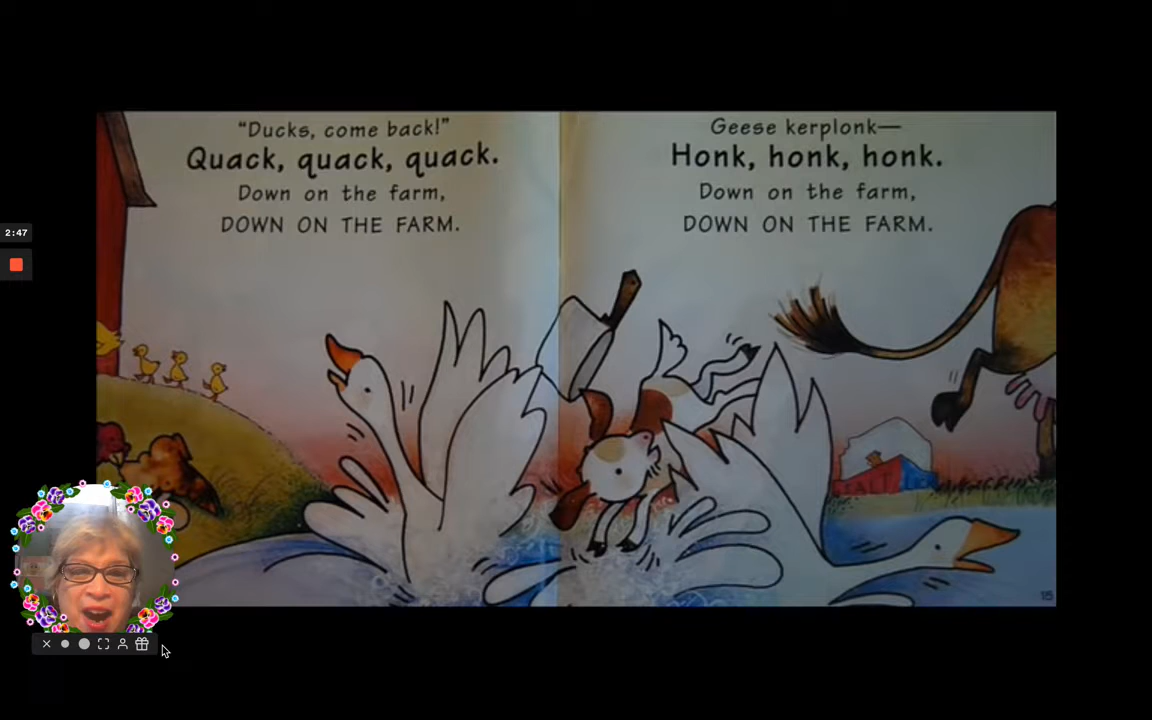 "Ducks, come back!"
Quack, quack, quack.
Down on the farm,
DOWN ON THE FARM.
Geese kerplonk—
Honk, honk, honk.
Down on the farm,
DOWN ON THE FARM.
2:47
15